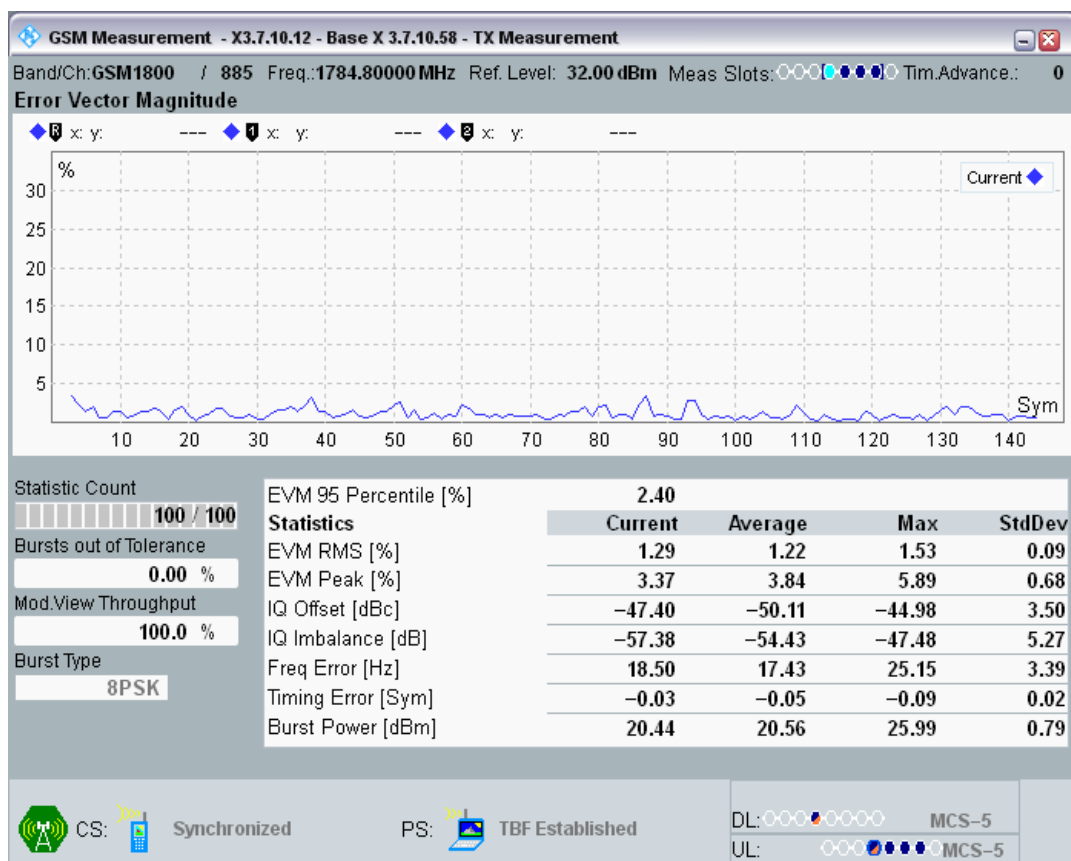 GSM Measurement - X3.7.10.12 - Base X 3.7.10.58 - TX Measurement
Band/Ch:GSM1800 / 885 Freq.:1784.80000 MHz Ref. Level: 32.00 dBm Meas Slots: Tim.Advance.: 0
Error Vector Magnitude
R x: y: --- 1 x: y: --- 2 x: y: ---
%
Current
30
25
20
15
10
5
Sym
10 20 30 40 50 60 70 80 90 100 110 120 130 140
Statistic Count
100 / 100
Bursts out of Tolerance
0.00 %
Mod.View Throughput
100.0 %
Burst Type
8PSK
EVM 95 Percentile [%] 2.40
Statistics Current Average Max StdDev
EVM RMS [%] 1.29 1.22 1.53 0.09
EVM Peak [%] 3.37 3.84 5.89 0.68
IQ Offset [dBc] −47.40 −50.11 −44.98 3.50
IQ Imbalance [dB] −57.38 −54.43 −47.48 5.27
Freq Error [Hz] 18.50 17.43 25.15 3.39
Timing Error [Sym] −0.03 −0.05 −0.09 0.02
Burst Power [dBm] 20.44 20.56 25.99 0.79
CS: Synchronized PS: TBF Established
DL: MCS−5
UL: MCS−5